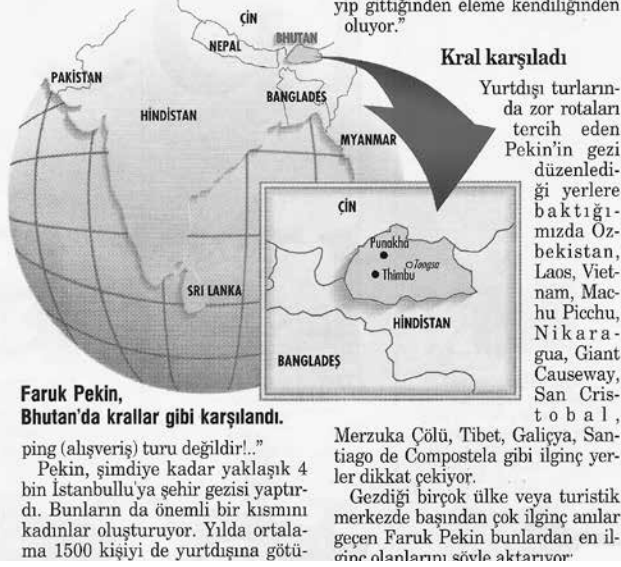 ÇİN
NEPAL
BHUTAN
PAKİSTAN
BANGLADEŞ
HİNDİSTAN
MYANMAR
SRI LANKA
ÇİN
Punakha
Toogsa
Thimbu
HİNDİSTAN
BANGLADEŞ
Faruk Pekin,
Bhutan'da krallar gibi karşılandı.
ping (alışveriş) turu değildir!.."
Pekin, şimdiye kadar yaklaşık 4
bin İstanbullu'ya şehir gezisi yaptır-
dı. Bunların da önemli bir kısmını
kadınlar oluşturuyor. Yılda ortala-
ma 1500 kişiyi de yurtdışına götü-
yip gittiğinden eleme kendiliğinden
oluyor."
Kral karşıladı
Yurtdışı turların-
da zor rotaları
tercih eden
Pekin'in gezi
düzenledi-
ği yerlere
baktığı-
mızda Öz-
bekistan,
Laos, Viet-
nam, Mac-
hu Picchu,
Nikara-
gua, Giant
Causeway,
San Cris-
tobal,
Merzuka Çölü, Tibet, Galiçya, San-
tiago de Compostela gibi ilginç yer-
ler dikkat çekiyor.
Gezdiği birçok ülke veya turistik
merkezde başından çok ilginç anılar
geçen Faruk Pekin bunlardan en il-
ginç olanlarını şöyle aktarıyor: